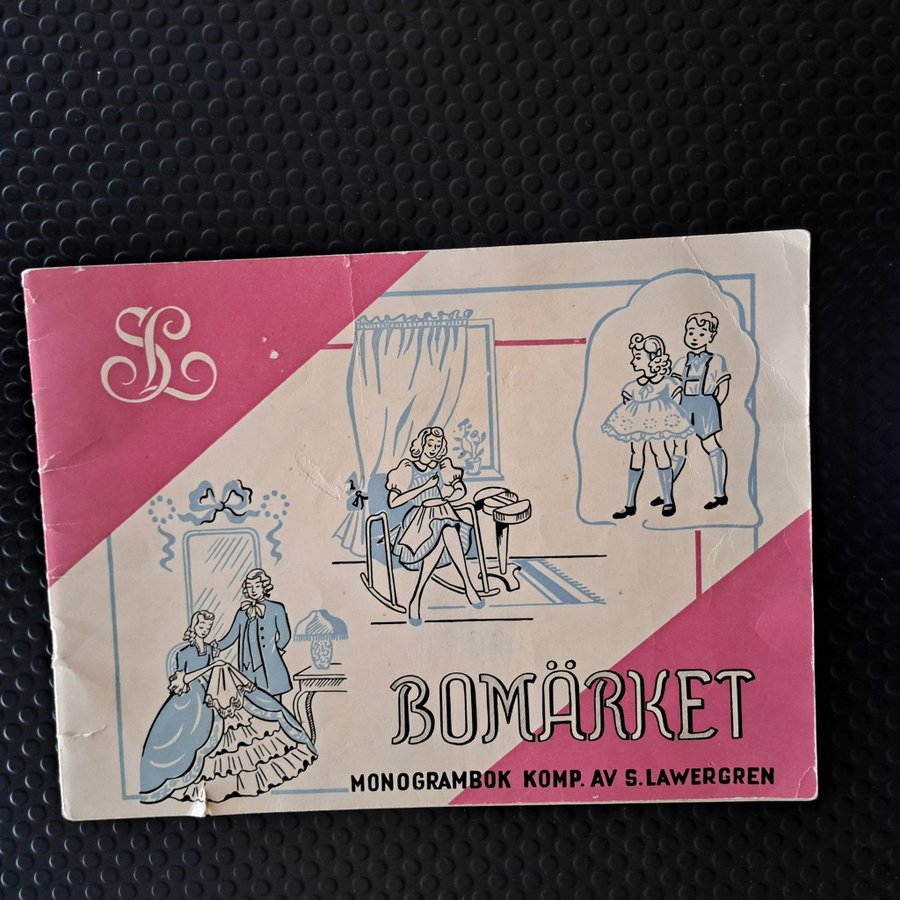 SL
BOMÄRKET
MONOGRAMBOK KOMP. AV S. LAWERGREN